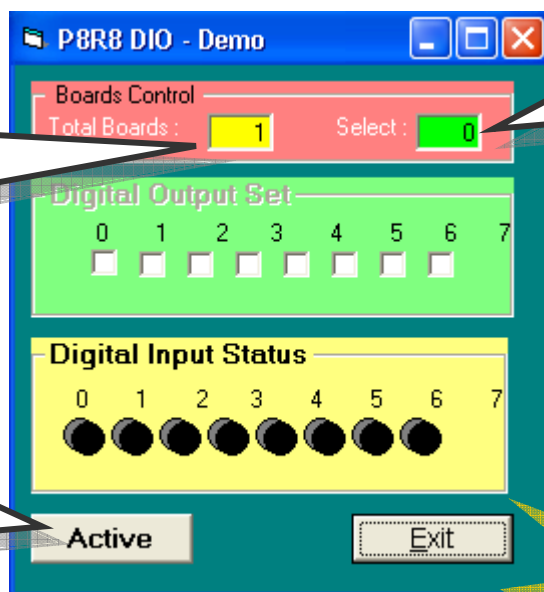 P8R8 DIO - Demo
Boards Control
Total Boards : 1 Select : 0
Digital Output Set
0 1 2 3 4 5 6 7
Digital Input Status
0 1 2 3 4 5 6 7
Active Exit